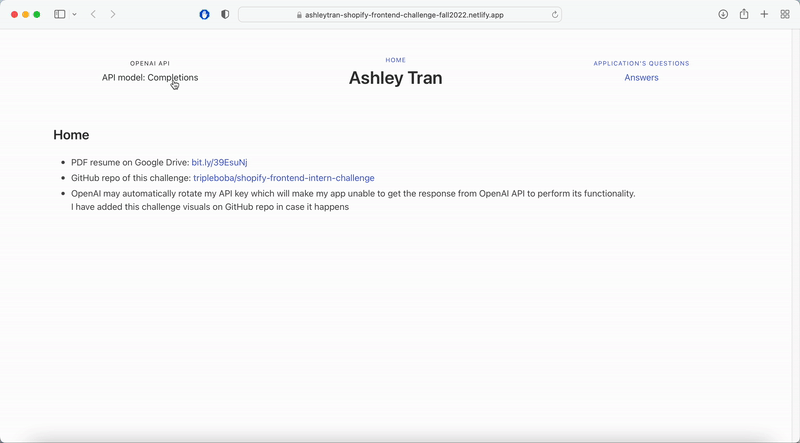 ashleytran-shopify-frontend-challenge-fall2022.netlify.app
OPENAI API
API model: Completions
HOME
Ashley Tran
APPLICATION'S QUESTIONS
Answers
Home
PDF resume on Google Drive: bit.ly/39EsuNj
GitHub repo of this challenge: tripleboba/shopify-frontend-intern-challenge
OpenAI may automatically rotate my API key which will make my app unable to get the response from OpenAI API to perform its functionality.
I have added this challenge visuals on GitHub repo in case it happens